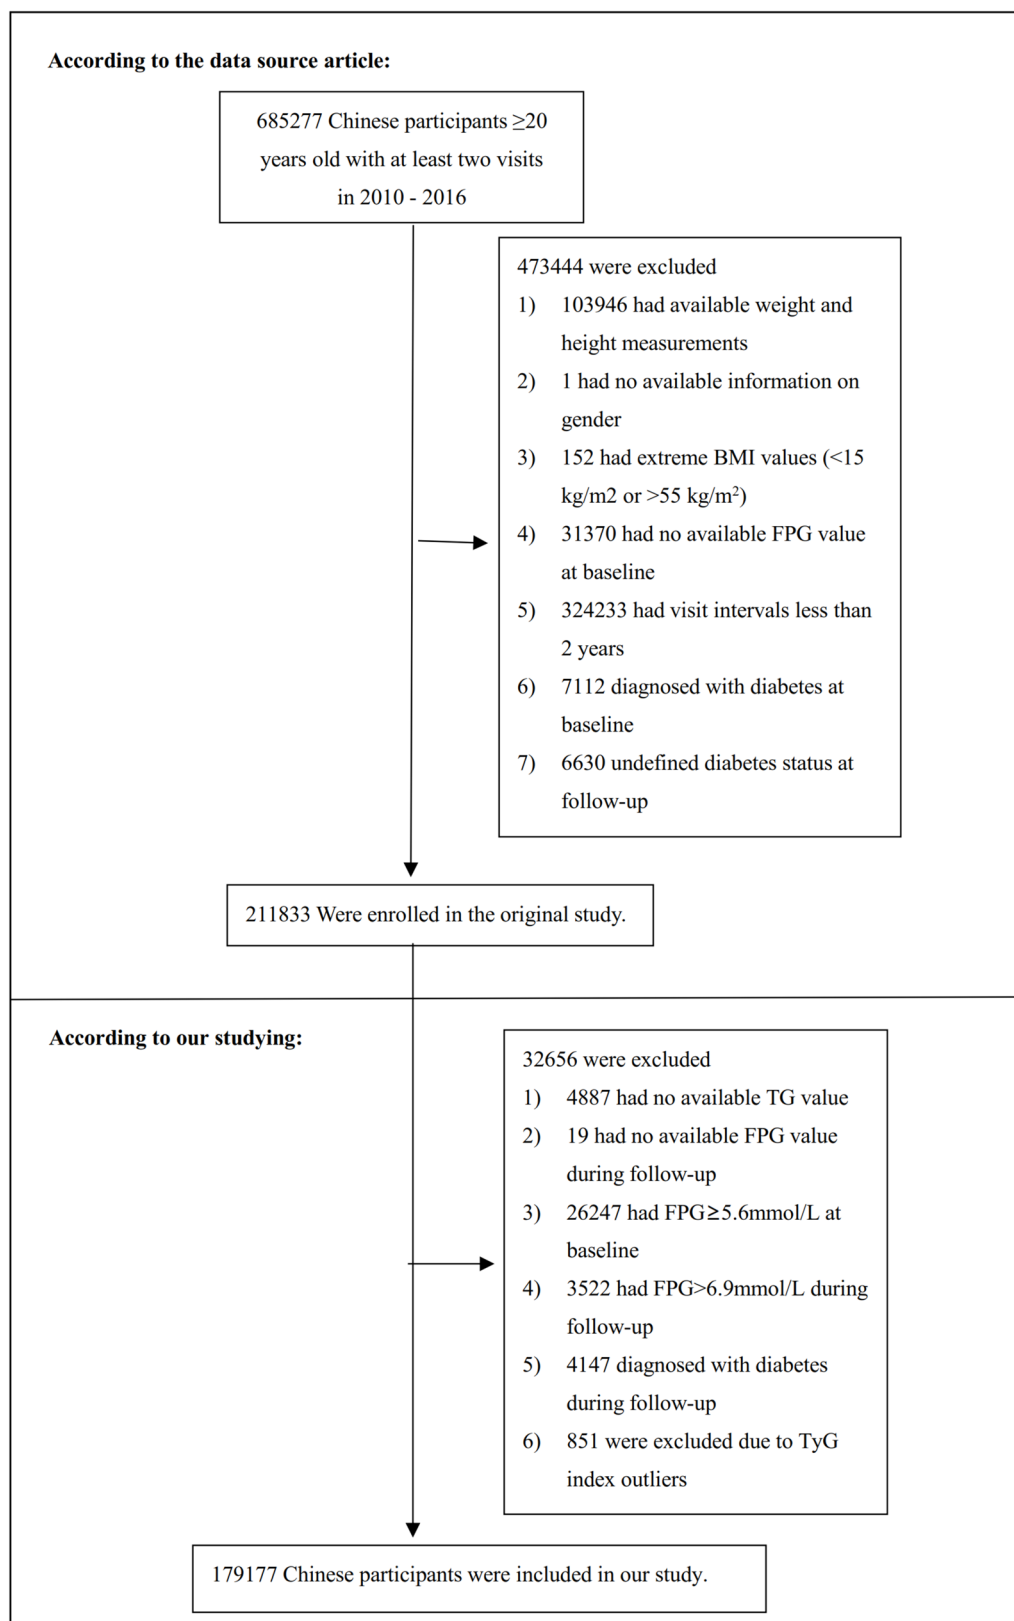 According to the data source article:
685277 Chinese participants ≥20
years old with at least two visits
in 2010 - 2016
473444 were excluded
1) 103946 had available weight and
height measurements
2) 1 had no available information on
gender
3) 152 had extreme BMI values (<15
kg/m2 or >55 kg/m²)
4) 31370 had no available FPG value
at baseline
5) 324233 had visit intervals less than
2 years
6) 7112 diagnosed with diabetes at
baseline
7) 6630 undefined diabetes status at
follow-up
211833 Were enrolled in the original study.
According to our studying:
32656 were excluded
1) 4887 had no available TG value
2) 19 had no available FPG value
during follow-up
3) 26247 had FPG≥5.6mmol/L at
baseline
4) 3522 had FPG>6.9mmol/L during
follow-up
5) 4147 diagnosed with diabetes
during follow-up
6) 851 were excluded due to TyG
index outliers
179177 Chinese participants were included in our study.